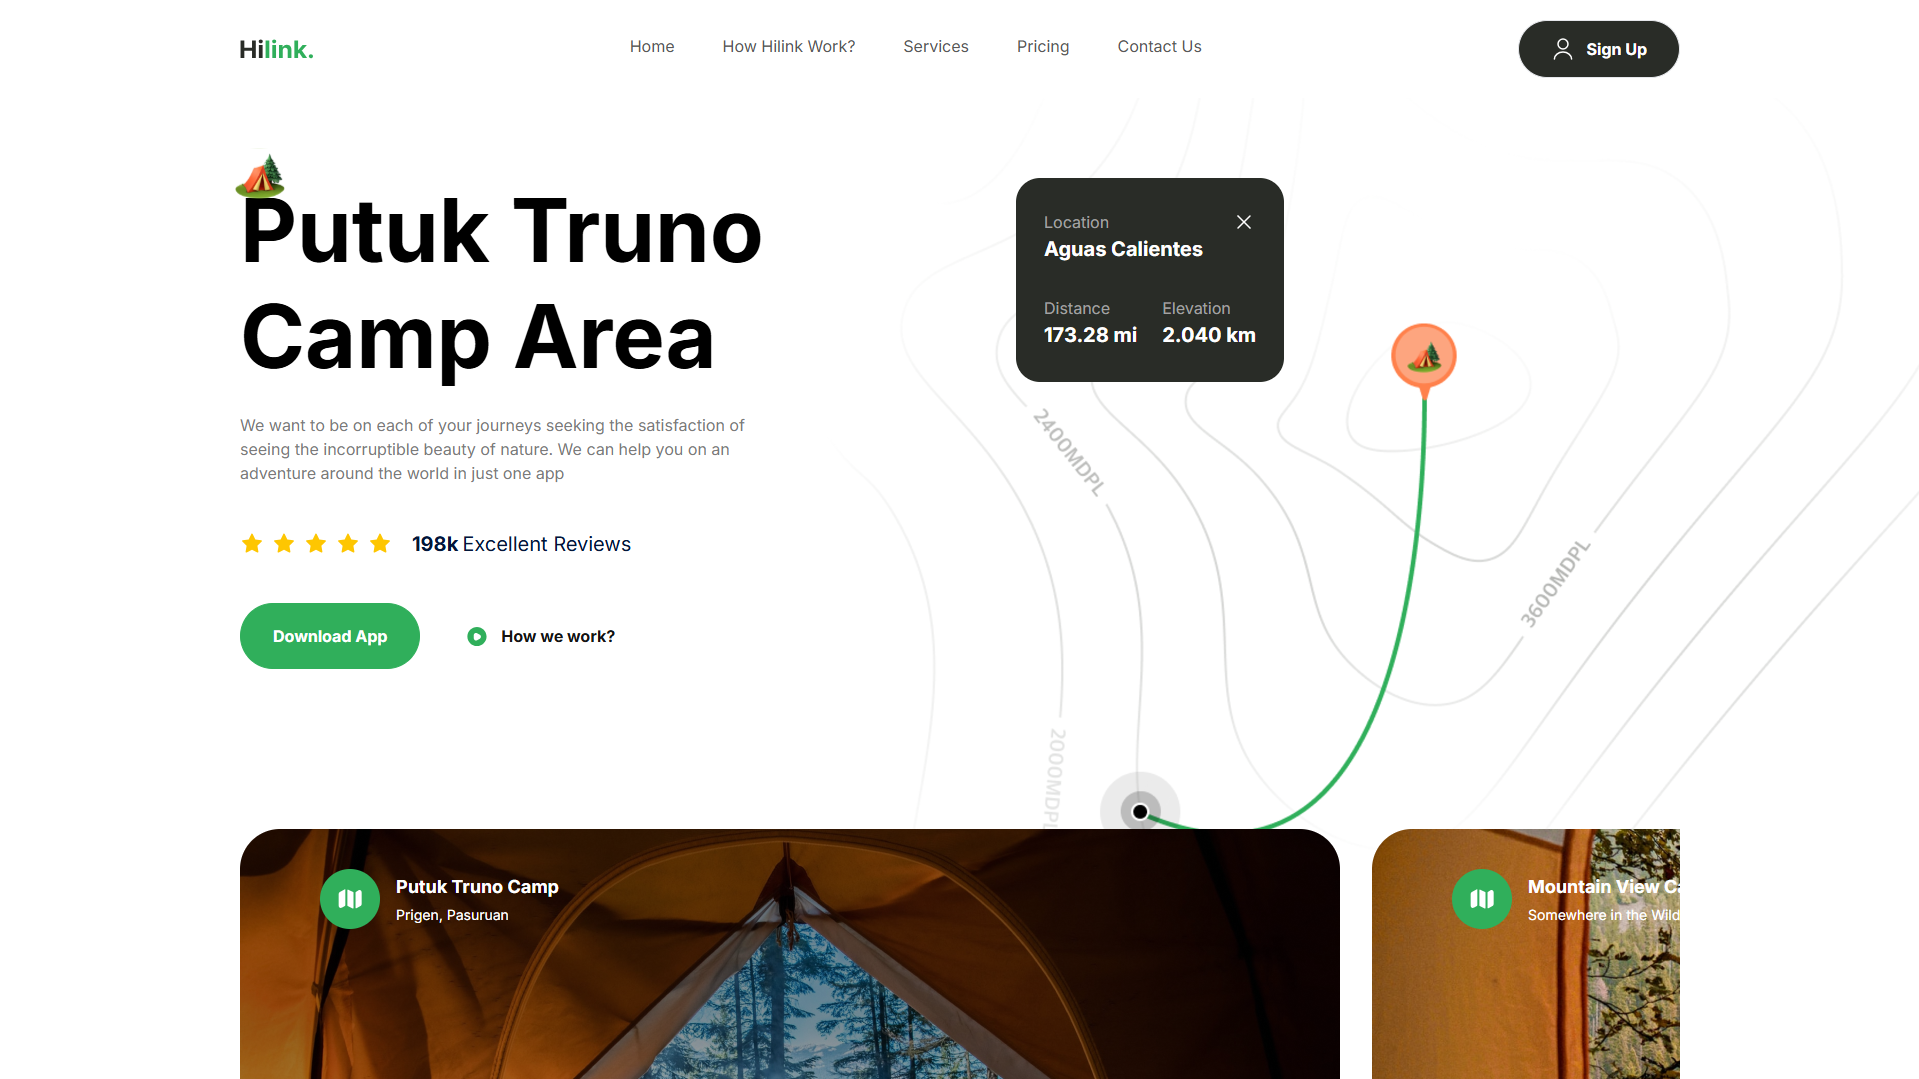 Hilink.
Home
How Hilink Work?
Services
Pricing
Contact Us
Sign Up
Putuk Truno
Camp Area
We want to be on each of your journeys seeking the satisfaction of
seeing the incorruptible beauty of nature. We can help you on an
adventure around the world in just one app
198k Excellent Reviews
Download App
How we work?
Location
Aguas Calientes
Distance
Elevation
173.28 mi
2.040 km
2400MDPL
3600MDPL
2000MDPL
Putuk Truno Camp
Prigen, Pasuruan
Mountain View
Somewhere in the Wild